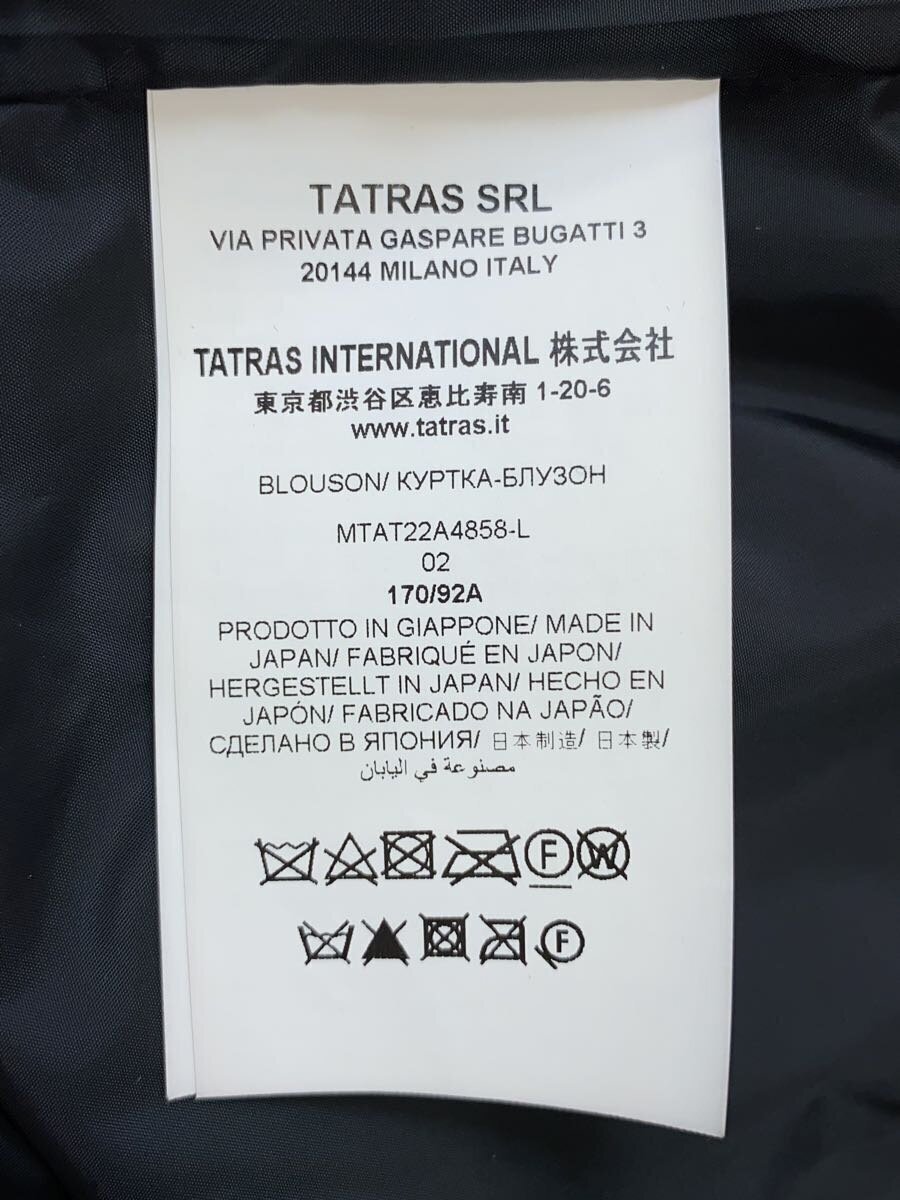 TATRAS SRL
VIA PRIVATA GASPARE BUGATTI 3
20144 MILANO ITALY
TATRAS INTERNATIONAL 株式会社
東京都渋谷区恵比寿南 1-20-6
www.tatras.it
BLOUSON/ КУРТКА-БЛУЗОН
MTAT22A4858-L
02
170/92A
PRODOTTO IN GIAPPONE/ MADE IN
JAPAN/ FABRIQUÉ EN JAPON/
HERGESTELLT IN JAPAN/ HECHO EN
JAPÓN/ FABRICADO NA JAPÃO/
СДЕЛАНО В ЯПОНИЯ/ 日本制造/ 日本製/
مصنوعة في اليابان
F W
F